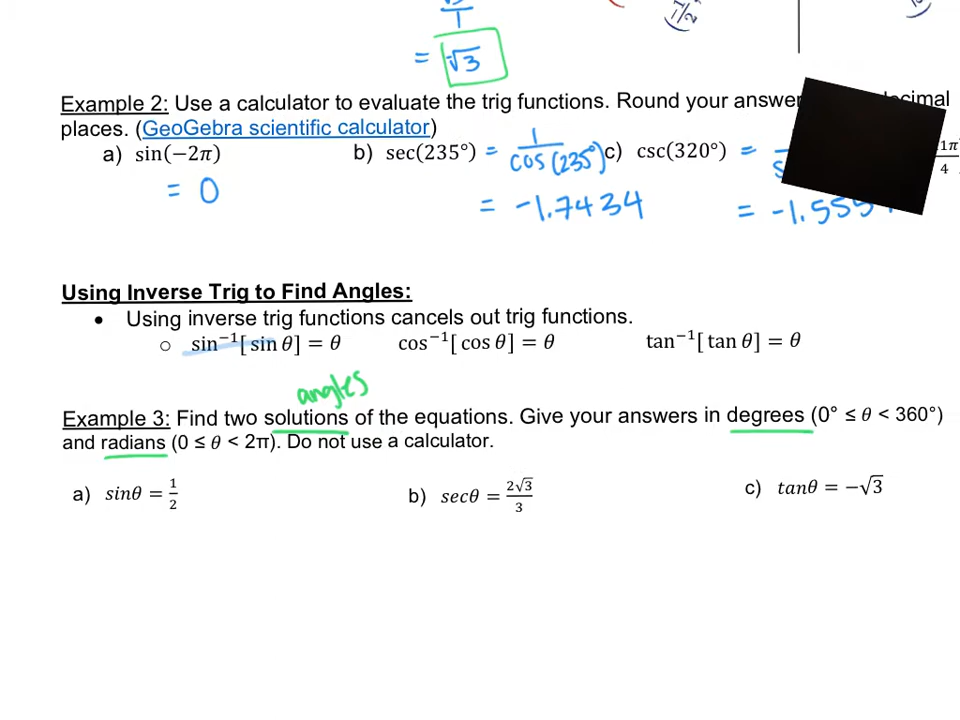 1
= √3
Example 2: Use a calculator to evaluate the trig functions. Round your answer decimal
places. (GeoGebra scientific calculator)
a) sin(−2π) b) sec(235°) = 1/cos(235°) c) csc(320°) =
= 0 = -1.7434 = -1.555
Using Inverse Trig to Find Angles:
• Using inverse trig functions cancels out trig functions.
o sin⁻¹[ sin θ] = θ cos⁻¹[ cos θ] = θ tan⁻¹[ tan θ] = θ
angles
Example 3: Find two solutions of the equations. Give your answers in degrees (0° ≤ θ < 360°)
and radians (0 ≤ θ < 2π). Do not use a calculator.
a) sinθ = 1/2 b) secθ = 2√3/3 c) tanθ = −√3